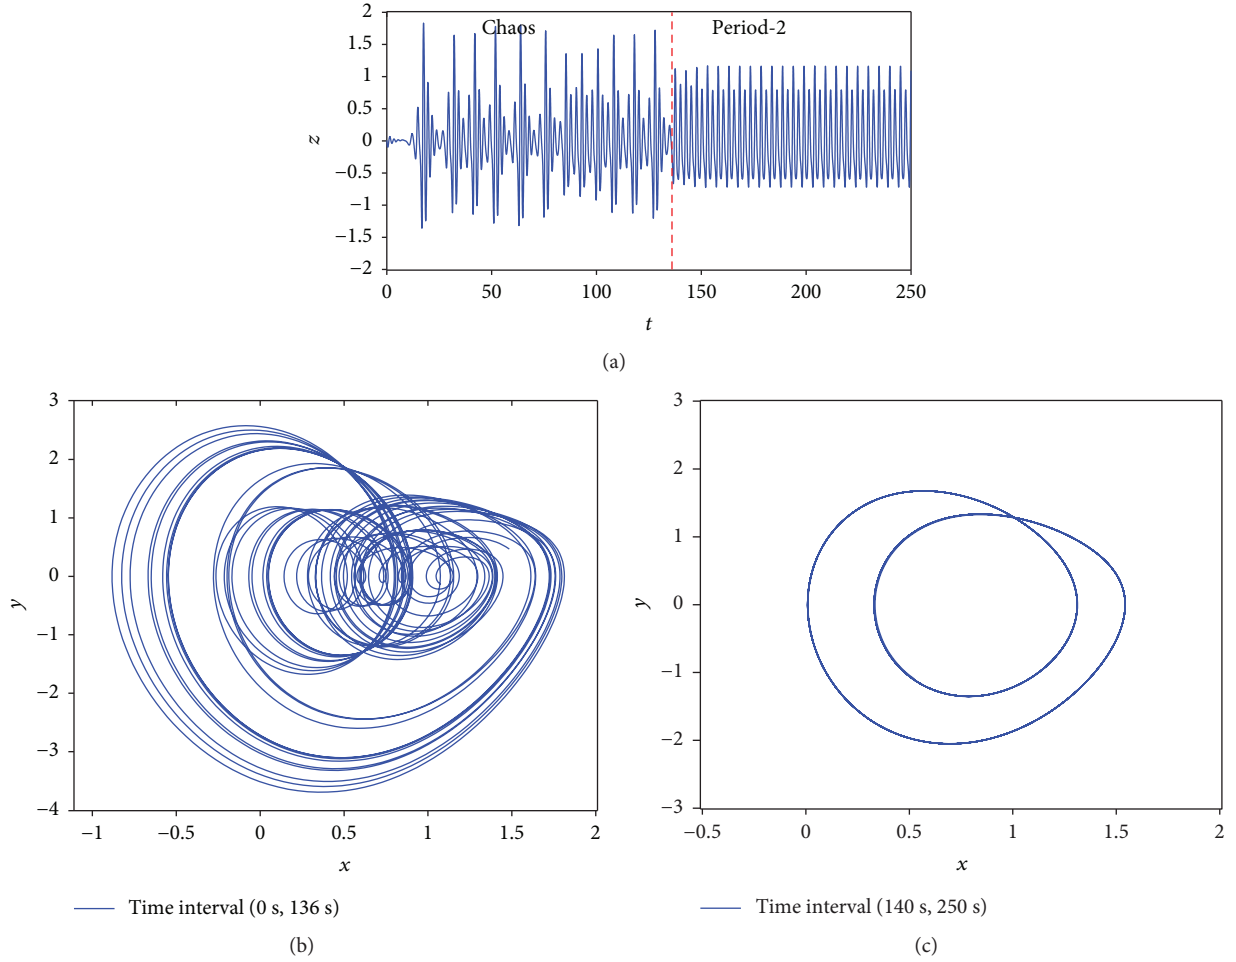 Chaos Period-2
2
1.5
1
0.5
0
−0.5
−1
−1.5
−2
z
0 50 100 150 200 250
t
(a)
3
2
1
0
−1
−2
−3
−4
y
−1 −0.5 0 0.5 1 1.5 2
x
Time interval (0 s, 136 s)
(b)
3
2
1
0
−1
−2
−3
y
−0.5 0 0.5 1 1.5 2
x
Time interval (140 s, 250 s)
(c)